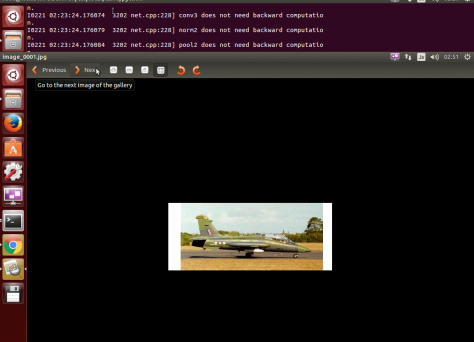 n.
I0221 02:23:24.176074 3202 net.cpp:228] conv3 does not need backward computatio
n.
I0221 02:23:24.176079 3202 net.cpp:228] norm2 does not need backward computatio
n.
I0221 02:23:24.176084 3202 net.cpp:228] pool2 does not need backward computatio
image_0001.jpg
02:51
Previous
Next
Go to the next image of the gallery